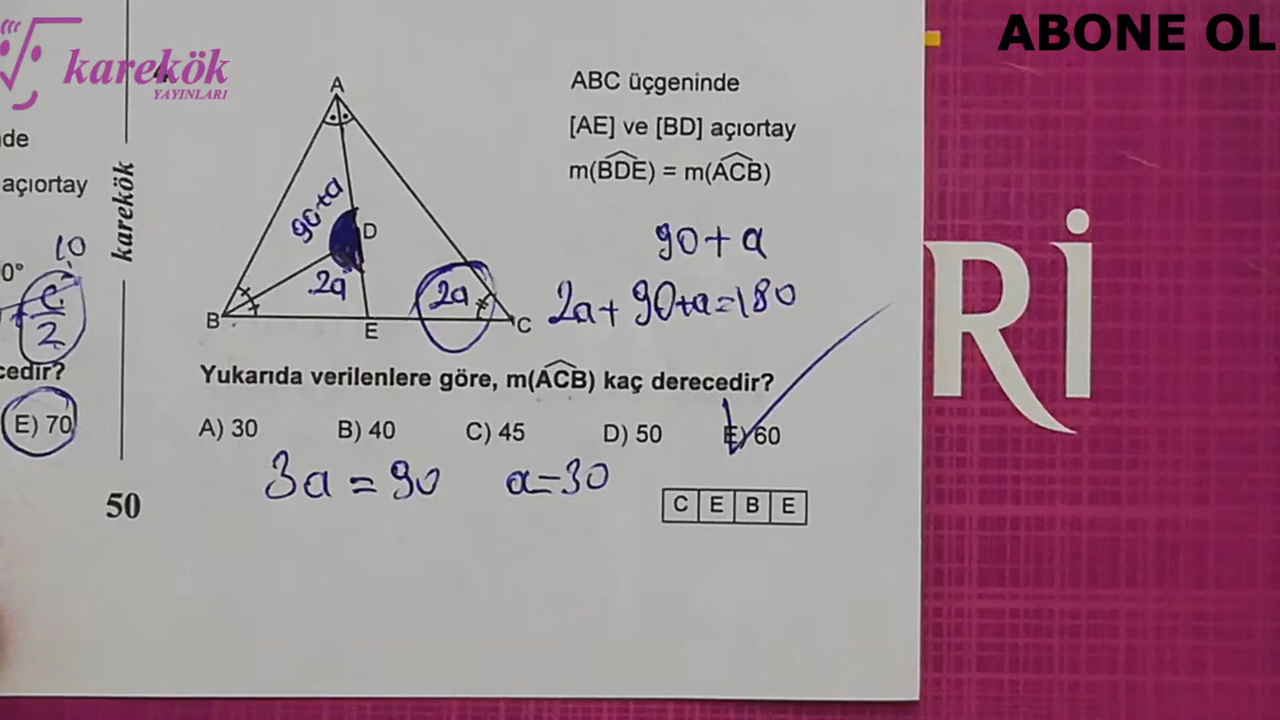 ABONE OL
karekök
YAYINLARI
de
açıortay
10
0°
c
2
cedir?
E) 70
karekök
50
A
B
C
D
E
90+a
2a
2a
ABC üçgeninde
[AE] ve [BD] açıortay
m(BDE) = m(ACB)
90+a
2a+90+a=180
Yukarıda verilenlere göre, m(ACB) kaç derecedir?
A) 30 B) 40 C) 45 D) 50 E) 60
3a=90 a=30
C E B E
Rİ